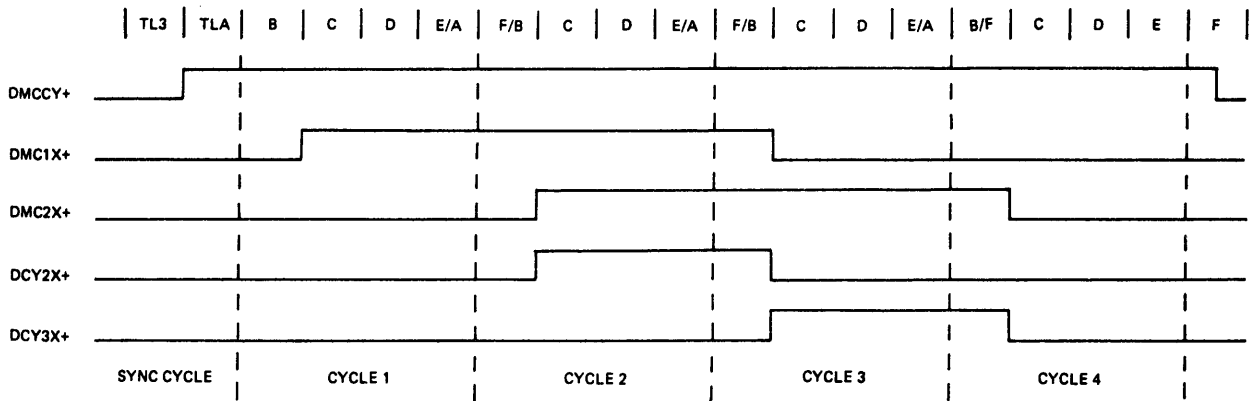 TL3 TLA B C D E/A F/B C D E/A F/B C D E/A B/F C D E F
DMCCY+
DMC1X+
DMC2X+
DCY2X+
DCY3X+
SYNC CYCLE CYCLE 1 CYCLE 2 CYCLE 3 CYCLE 4